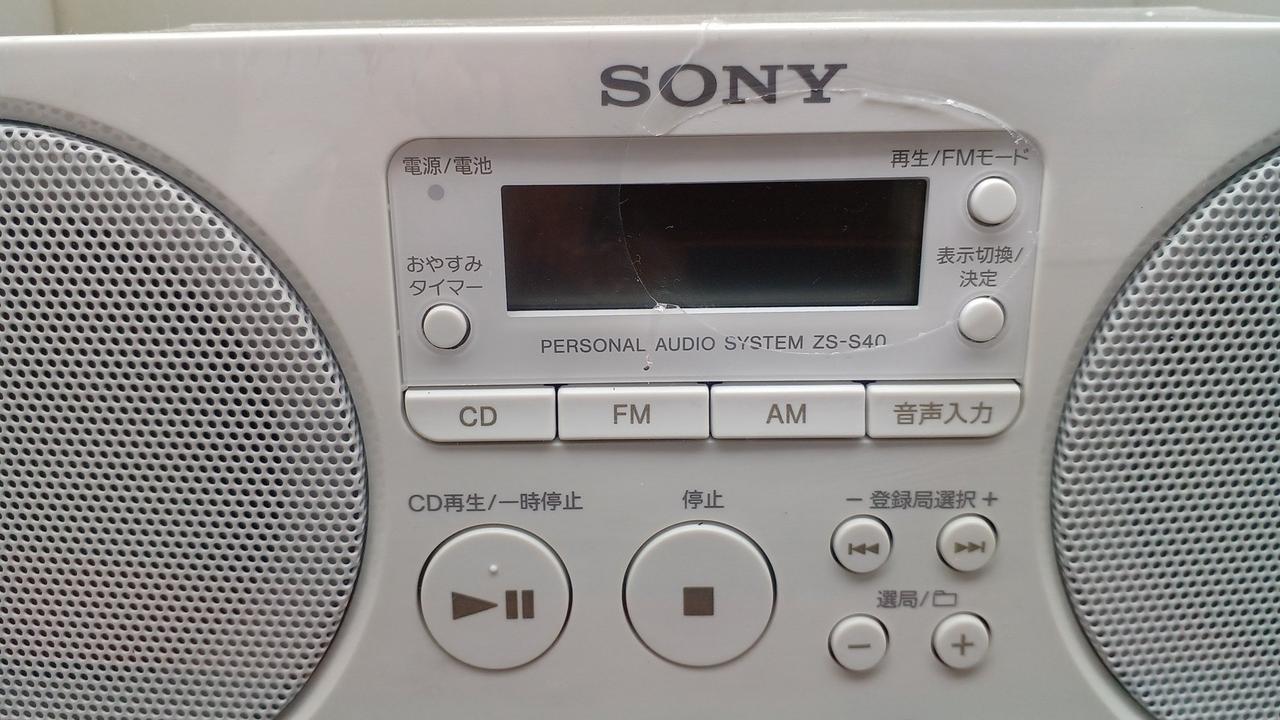 SONY
電源/電池
再生/FMモード
おやすみ
タイマー
表示切換/
決定
PERSONAL AUDIO SYSTEM ZS-S40
CD
FM
AM
音声入力
CD再生/一時停止
停止
− 登録局選択 +
選局/
−
+